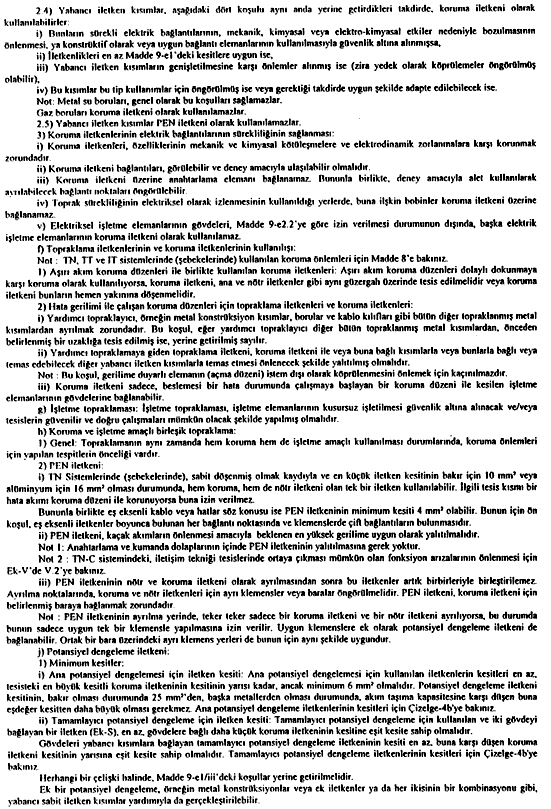 2.4) Yabancı iletken kısımlar, aşağıdaki dört koşulu aynı anda yerine getirdikleri takdirde, koruma iletkeni olarak
kullanılabilirler:
i) Bunların sürekli elektrik bağlantılarının, mekanik, kimyasal veya elektro-kimyasal etkiler nedeniyle bozulmasının
önlenmesi, ya konstrüktif olarak veya uygun bağlantı elemanlarının kullanılmasıyla güvenlik altına alınmışsa,
ii) İletkenlikleri en az Madde 9-e1'deki kesitlere uygun ise,
iii) Yabancı iletken kısımların genişletilmesine karşı önlemler alınmış ise (zira yedek olarak köprülemeler öngörülmüş
olabilir),
iv) Bu kısımlar bu tip kullanımlar için öngörülmüş ise veya gerektiği takdirde uygun şekilde adapte edilebilecek ise.
Not: Metal su boruları, genel olarak bu koşulları sağlamazlar.
Gaz boruları koruma iletkeni olarak kullanılamazlar.
2.5) Yabancı iletken kısımlar PEN iletkeni olarak kullanılamazlar.
3) Koruma iletkenlerinin elektrik bağlantılarının sürekliliğinin sağlanması:
i) Koruma iletkenleri, özelliklerinin mekanik ve kimyasal kötüleşmelere ve elektrodinamik zorlanmalara karşı korunmak
zorundadır.
ii) Koruma iletkeni bağlantıları, görülebilir ve deney amacıyla ulaşılabilir olmalıdır.
iii) Koruma iletkeni üzerine anahtarlama elemanı bağlanamaz. Bununla birlikte, deney amacıyla alet kullanılarak
ayrılabilecek bağlantı noktaları öngörülebilir.
iv) Toprak sürekliliğinin elektriksel olarak izlenmesinin kullanıldığı yerlerde, buna ilişkin bobinler koruma iletkeni üzerine
bağlanamaz.
v) Elektriksel işletme elemanlarının gövdeleri, Madde 9-e2.2'ye göre izin verilmesi durumunun dışında, başka elektrik
işletme elemanlarının koruma iletkeni olarak kullanılamaz.
f) Topraklama iletkenlerinin ve koruma iletkenlerinin kullanılışı:
Not : TN, TT ve IT sistemlerinde (şebekelerinde) kullanılan koruma önlemleri için Madde 8'e bakınız.
1) Aşırı akım koruma düzenleri ile birlikte kullanılan koruma iletkenleri: Aşırı akım koruma düzenleri dolaylı dokunmaya
karşı koruma olarak kullanılıyorsa, koruma iletkeni, ana ve nötr iletkenler gibi aynı güzergah üzerinde tesis edilmelidir veya koruma
iletkeni bunların hemen yakınına döşenmelidir.
2) Hata gerilimi ile çalışan koruma düzenleri için topraklama iletkenleri ve koruma iletkenleri:
i) Yardımcı topraklayıcı, örneğin metal konstrüksiyon kısımlar, borular ve kablo kılıfları gibi bütün diğer topraklanmış metal
kısımlardan ayrılmak zorundadır. Bu koşul, eğer yardımcı topraklayıcı diğer bütün topraklanmış metal kısımlardan, önceden
belirlenmiş bir uzaklığa tesis edilmiş ise, yerine getirilmiş sayılır.
ii) Yardımcı topraklamaya giden topraklama iletkeni, koruma iletkeni ile veya buna bağlı kısımlarla veya bunlarla bağlı veya
temas edebilecek diğer yabancı iletken kısımlarla temas etmesi önlenecek şekilde yalıtılmış olmalıdır.
Not : Bu koşul, gerilime duyarlı elemanın (açma düzeni) istem dışı olarak köprülenmesini önlemek için kaçınılmazdır.
iii) Koruma iletkeni sadece, beslemesi bir hata durumunda çalışmaya başlayan bir koruma düzeni ile kesilen işletme
elemanlarının gövdelerine bağlanabilir.
g) İşletme topraklaması: İşletme topraklaması, işletme elemanlarının kusursuz işletilmesi güvenlik altına alınacak ve/veya
tesislerin güvenilir ve doğru çalışmaları mümkün olacak şekilde yapılmış olmalıdır.
h) Koruma ve işletme amaçlı birleşik topraklama:
1) Genel: Topraklamanın aynı zamanda hem koruma hem de işletme amaçlı kullanılması durumlarında, koruma önlemleri
için yapılan tespitlerin önceliği vardır.
2) PEN iletkeni:
i) TN Sistemlerinde (şebekelerinde), sabit döşenmiş olmak kaydıyla ve en küçük iletken kesitinin bakır için 10 mm² veya
alüminyum için 16 mm² olması durumunda, hem koruma, hem de nötr iletkeni olan tek bir iletken kullanılabilir. İlgili tesis kısmı bir
hata akımı koruma düzeni ile korunuyorsa buna izin verilmez.
Bununla birlikte eş eksenli kablo veya hatlar söz konusu ise PEN iletkeninin minimum kesiti 4 mm² olabilir. Bunun için ön
koşul, eş eksenli iletkenler boyunca bulunan her bağlantı noktasında ve klemenslerde çift bağlantıların bulunmasıdır.
ii) PEN iletkeni, kaçak akımların önlenmesi amacıyla beklenen en yüksek gerilime uygun olarak yalıtılmalıdır.
Not 1: Anahtarlama ve kumanda dolaplarının içinde PEN iletkeninin yalıtılmasına gerek yoktur.
Not 2 : TN-C sistemindeki, iletişim tekniği tesislerinde ortaya çıkması mümkün olan fonksiyon arızalarının önlenmesi için
Ek-V'de V.2'ye bakınız.
iii) PEN iletkeninin nötr ve koruma iletkeni olarak ayrılmasından sonra bu iletkenler artık birbirleriyle birleştirilemez.
Ayrılma noktalarında, koruma ve nötr iletkenleri için ayrı klemensler veya baralar öngörülmelidir. PEN iletkeni, koruma iletkeni için
belirlenmiş baraya bağlanmak zorundadır.
Not : PEN iletkeninin ayrılma yerinde, teker teker sadece bir koruma iletkeni ve bir nötr iletkeni ayrılıyorsa, bu durumda
bunun sadece uygun tek bir klemensle yapılmasına izin verilir. Uygun klemenslere ek olarak potansiyel dengeleme iletkeni de
bağlanabilir. Ortak bir bara üzerindeki ayrı klemens yerleri de bunun için aynı şekilde uygundur.
j) Potansiyel dengeleme iletkeni:
1) Minimum kesitler:
i) Ana potansiyel dengelemesi için iletken kesiti: Ana potansiyel dengelemesi için kullanılan iletkenlerin kesitleri en az,
tesisteki en büyük kesitli koruma iletkeninin kesitinin yarısı kadar, ancak minimum 6 mm² olmalıdır. Potansiyel dengeleme iletkeni
kesitinin, bakır olması durumunda 25 mm²'den, başka metallerden olması durumunda, akım taşıma kapasitesine karşı düşen buna
eşdeğer kesitten daha büyük olması gerekmez. Ana potansiyel dengeleme iletkenlerinin kesitleri için Çizelge-4b'ye bakınız.
ii) Tamamlayıcı potansiyel dengeleme için iletken kesiti: Tamamlayıcı potansiyel dengeleme için kullanılan ve iki gövdeyi
bağlayan bir iletken (Ek-S), en az, gövdelere bağlı daha küçük koruma iletkeninin kesitine eşit kesite sahip olmalıdır.
Gövdeleri yabancı kısımlara bağlayan tamamlayıcı potansiyel dengeleme iletkeninin kesiti en az, buna karşı düşen koruma
iletkeni kesitinin yarısına eşit kesite sahip olmalıdır. Tamamlayıcı potansiyel dengeleme iletkenlerinin kesitleri için Çizelge-4b'ye
bakınız.
Herhangi bir çelişki halinde, Madde 9-e1/iii'deki koşullar yerine getirilmelidir.
Ek bir potansiyel dengeleme, örneğin metal konstrüksiyonlar veya ek iletkenler ya da her ikisinin bir kombinasyonu gibi,
yabancı sabit iletken kısımlar yardımıyla da gerçekleştirilebilir.